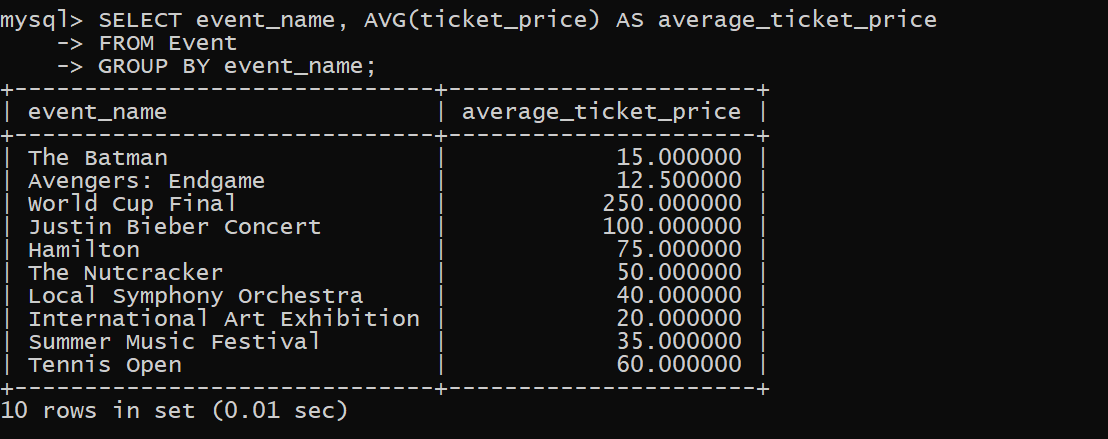 mysql> SELECT event_name, AVG(ticket_price) AS average_ticket_price
    -> FROM Event
    -> GROUP BY event_name;
+------------------------------+----------------------+
| event_name                   | average_ticket_price |
+------------------------------+----------------------+
| The Batman                   |            15.000000 |
| Avengers: Endgame            |            12.500000 |
| World Cup Final              |           250.000000 |
| Justin Bieber Concert        |           100.000000 |
| Hamilton                     |            75.000000 |
| The Nutcracker               |            50.000000 |
| Local Symphony Orchestra     |            40.000000 |
| International Art Exhibition |            20.000000 |
| Summer Music Festival        |            35.000000 |
| Tennis Open                  |            60.000000 |
+------------------------------+----------------------+
10 rows in set (0.01 sec)